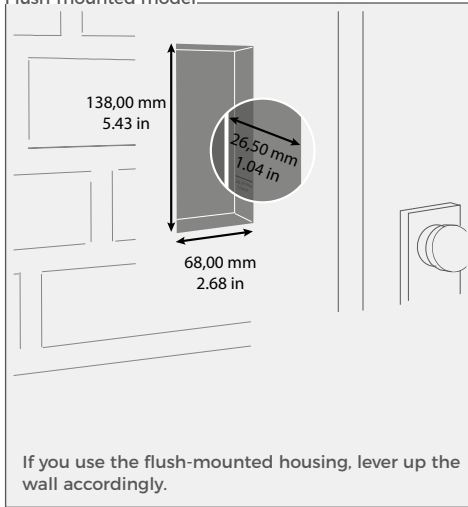 Flush-mounted model
138,00 mm
5.43 in
26,50 mm
1.04 in
68,00 mm
2.68 in
If you use the flush-mounted housing, lever up the
wall accordingly.